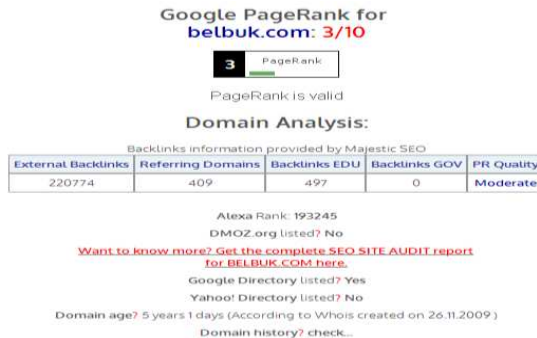 Google PageRank for
belbuk.com: 3/10
3 PageRank
PageRank is valid
Domain Analysis:
Backlinks information provided by Majestic SEO
External Backlinks Referring Domains Backlinks EDU Backlinks GOV PR Quality
220774 409 497 0 Moderate
Alexa Rank: 193245
DMOZ.org listed? No
Want to know more? Get the complete SEO SITE AUDIT report
for BELBUK.COM here.
Google Directory listed? Yes
Yahoo! Directory listed? No
Domain age? 5 years 1 days (According to Whois created on 26.11.2009 )
Domain history? check...